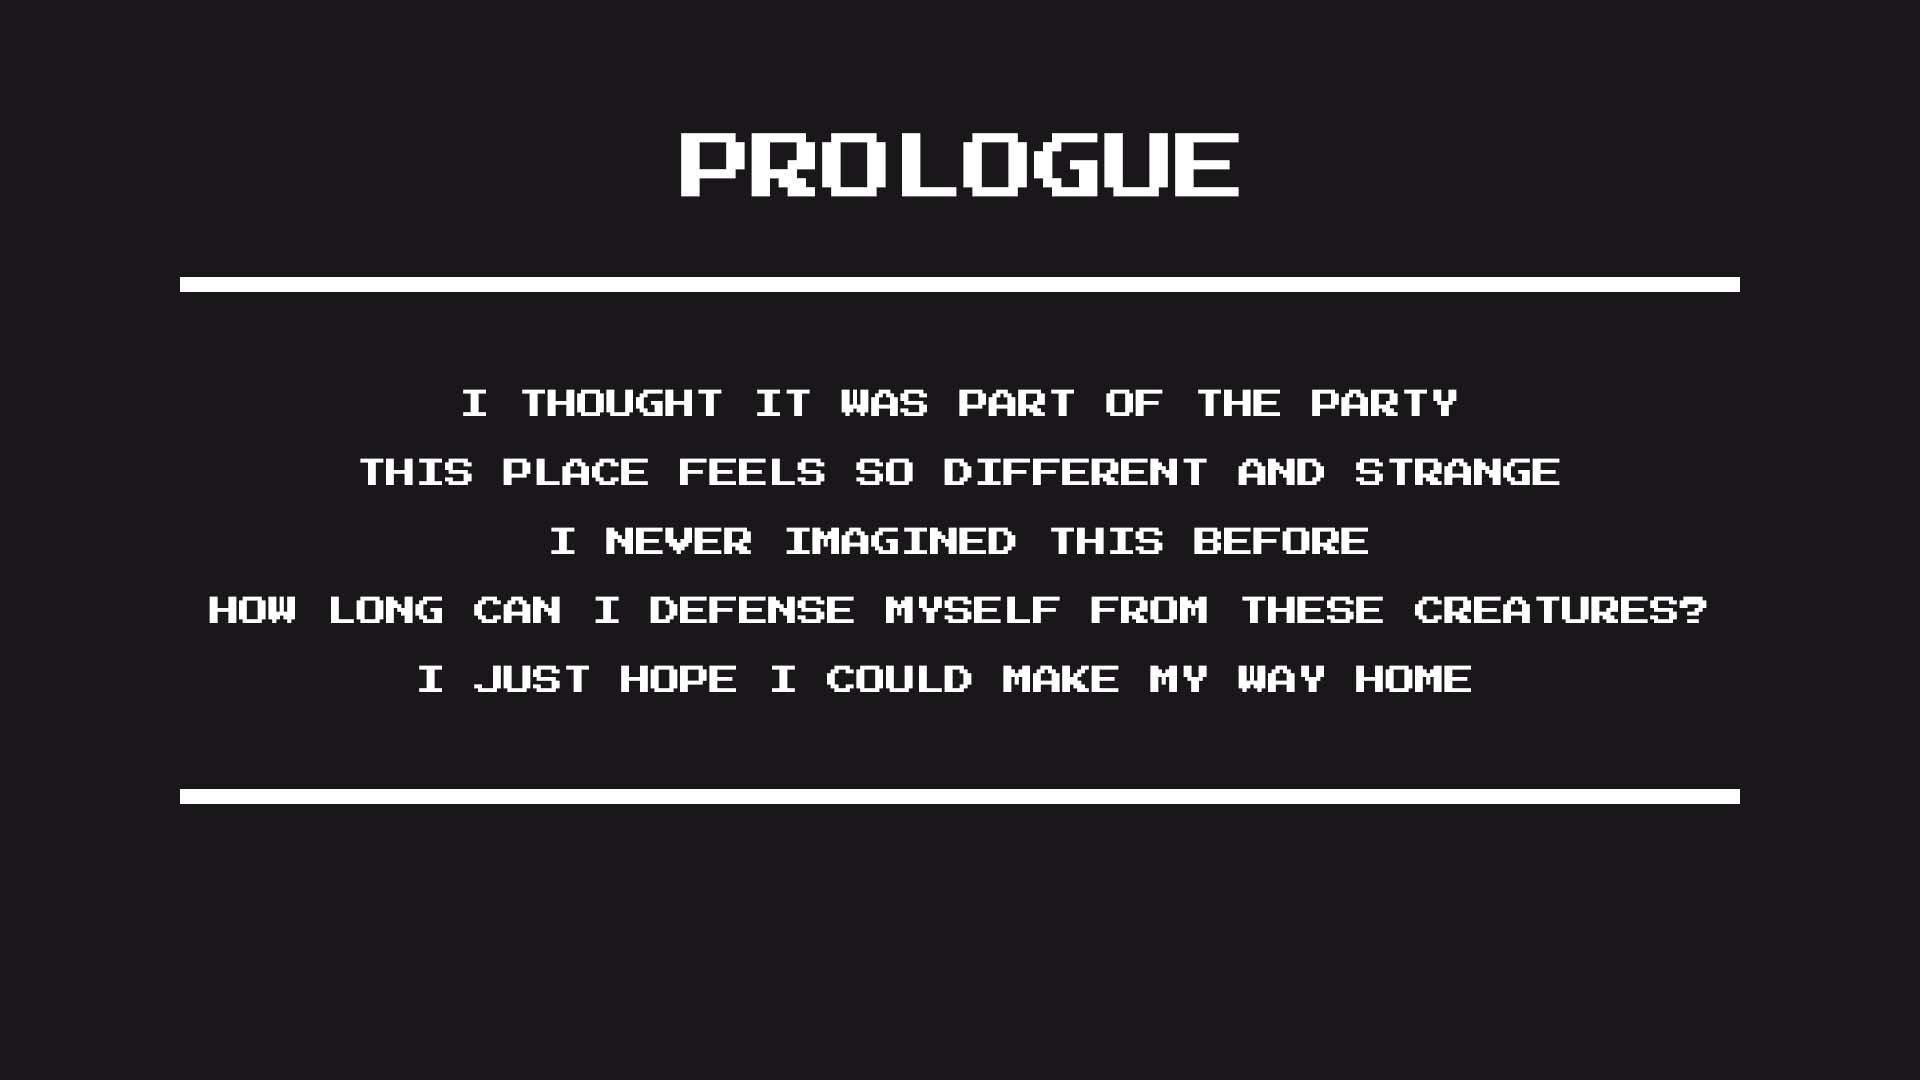 PROLOGUE
I THOUGHT IT WAS PART OF THE PARTY
THIS PLACE FEELS SO DIFFERENT AND STRANGE
I NEVER IMAGINED THIS BEFORE
HOW LONG CAN I DEFENSE MYSELF FROM THESE CREATURES?
I JUST HOPE I COULD MAKE MY WAY HOME